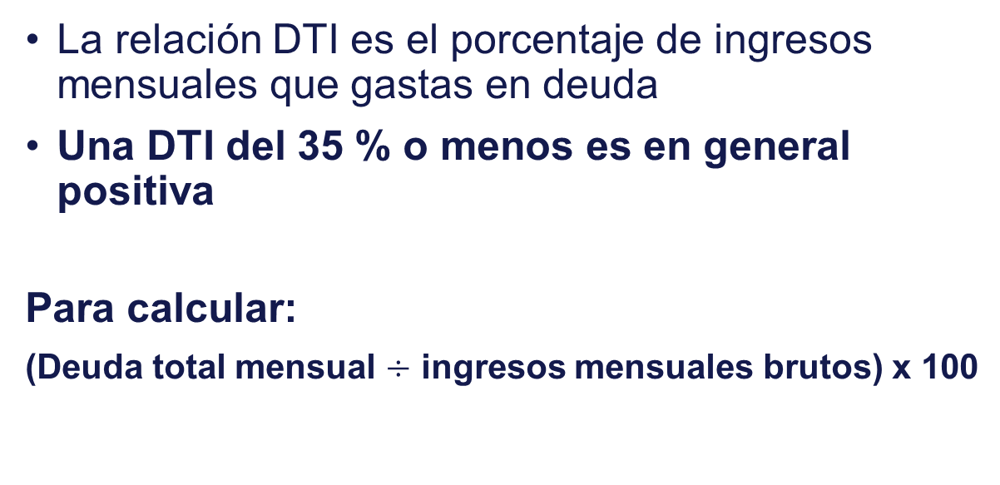 • La relación DTI es el porcentaje de ingresos
mensuales que gastas en deuda
• Una DTI del 35 % o menos es en general
positiva
Para calcular:
(Deuda total mensual ÷ ingresos mensuales brutos) x 100